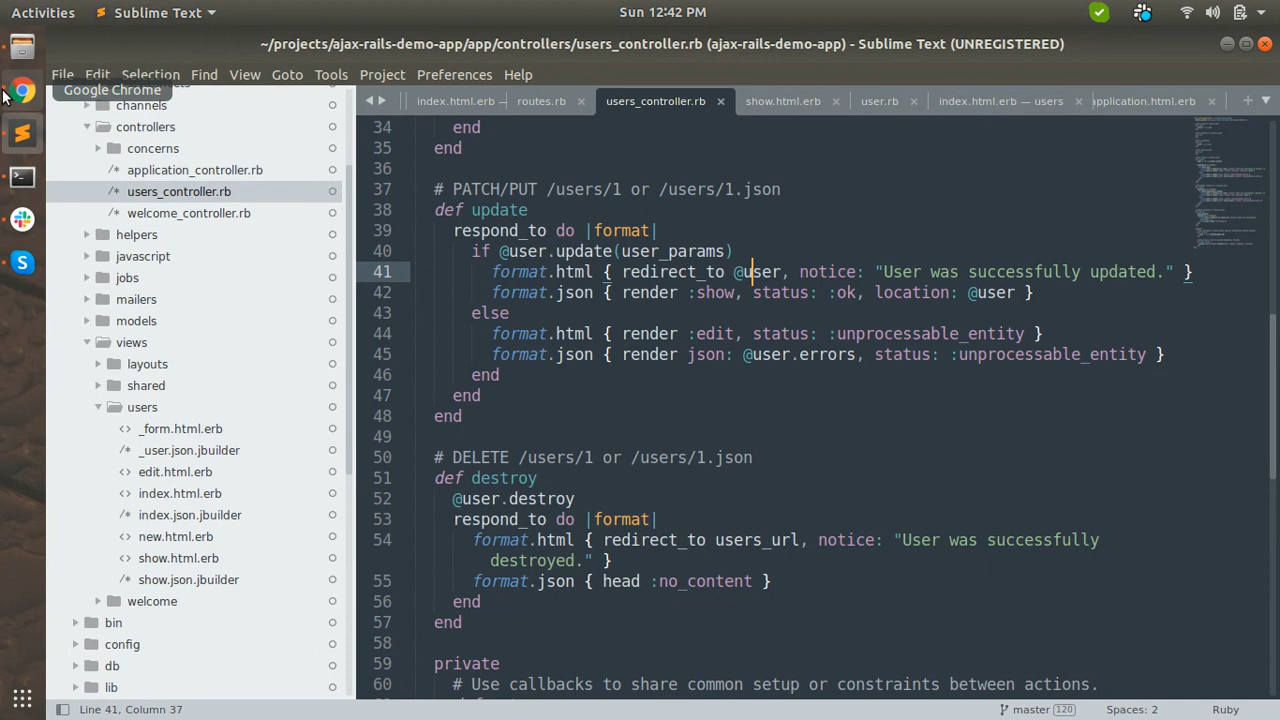 Activities Sublime Text Sun 12:42 PM
~/projects/ajax-rails-demo-app/app/controllers/users_controller.rb (ajax-rails-demo-app) - Sublime Text (UNREGISTERED)
File Edit Selection Find View Goto Tools Project Preferences Help
Google Chrome
channels
controllers
concerns
/* application_controller.rb
/* users_controller.rb
/* welcome_controller.rb
helpers
javascript
jobs
mailers
models
views
layouts
shared
users
<> _form.html.erb
/* _user.json.jbuilder
<> edit.html.erb
<> index.html.erb
/* index.json.jbuilder
<> new.html.erb
<> show.html.erb
/* show.json.jbuilder
welcome
bin
config
db
lib
index.html.erb — routes.rb × users_controller.rb × show.html.erb × user.rb × index.html.erb — users × application.html.erb × +
34 end
35 end
36
37 # PATCH/PUT /users/1 or /users/1.json
38 def update
39 respond_to do |format|
40 if @user.update(user_params)
41 format.html { redirect_to @user, notice: "User was successfully updated." }
42 format.json { render :show, status: :ok, location: @user }
43 else
44 format.html { render :edit, status: :unprocessable_entity }
45 format.json { render json: @user.errors, status: :unprocessable_entity }
46 end
47 end
48 end
49
50 # DELETE /users/1 or /users/1.json
51 def destroy
52 @user.destroy
53 respond_to do |format|
54 format.html { redirect_to users_url, notice: "User was successfully
destroyed." }
55 format.json { head :no_content }
56 end
57 end
58
59 private
60 # Use callbacks to share common setup or constraints between actions.
Line 41, Column 37 master 120 Spaces: 2 Ruby